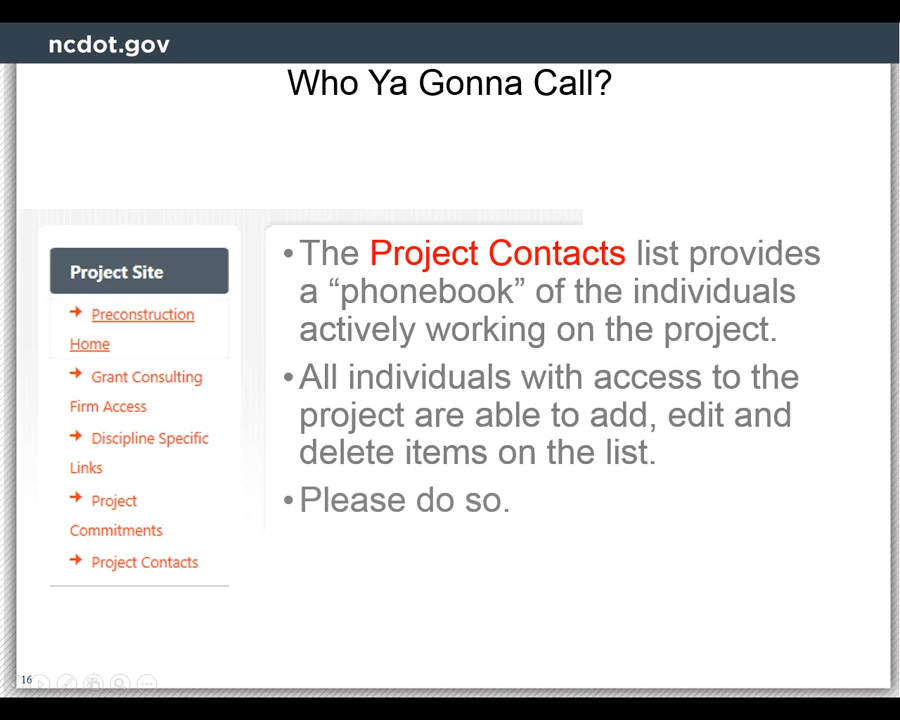 ncdot.gov
Who Ya Gonna Call?
Project Site
Preconstruction
Home
Grant Consulting
Firm Access
Discipline Specific
Links
Project
Commitments
Project Contacts
•The Project Contacts list provides
a “phonebook” of the individuals
actively working on the project.
•All individuals with access to the
project are able to add, edit and
delete items on the list.
•Please do so.
16